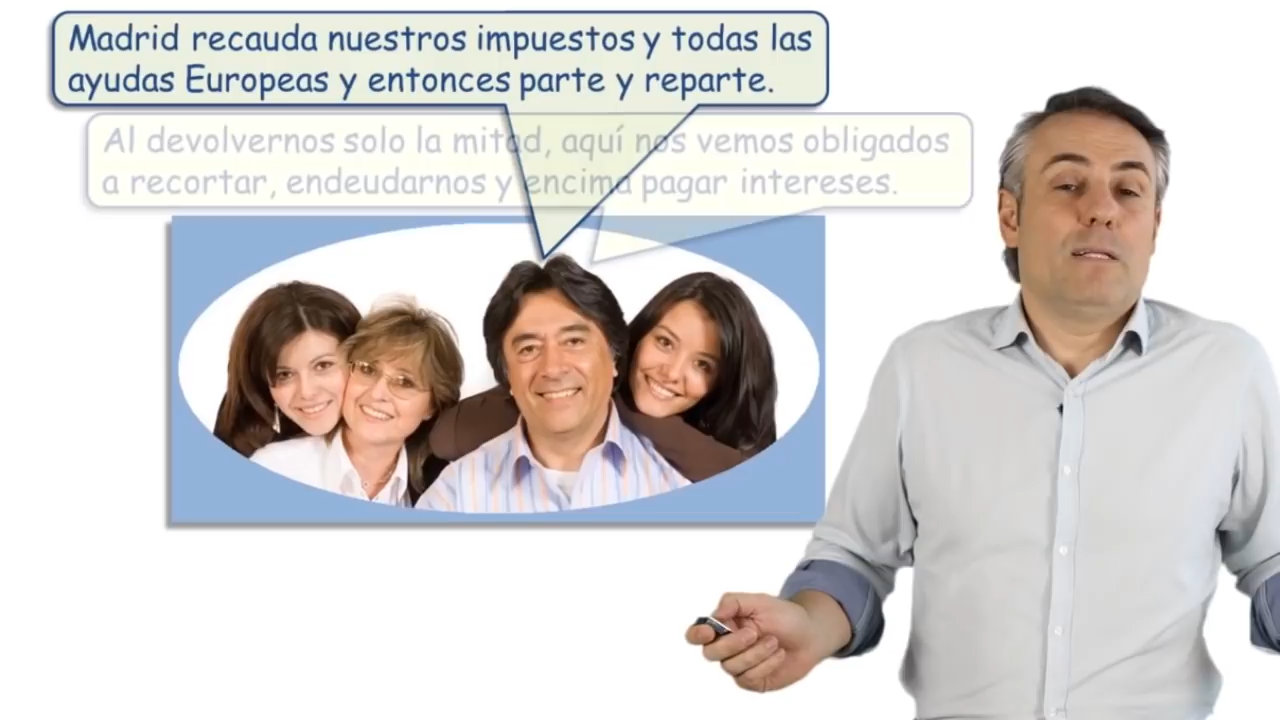 Madrid recauda nuestros impuestos y todas las
ayudas Europeas y entonces parte y reparte.
Al devolvernos solo la mitad, aquí nos vemos obligados
a recortar, endeudarnos y encima pagar intereses.